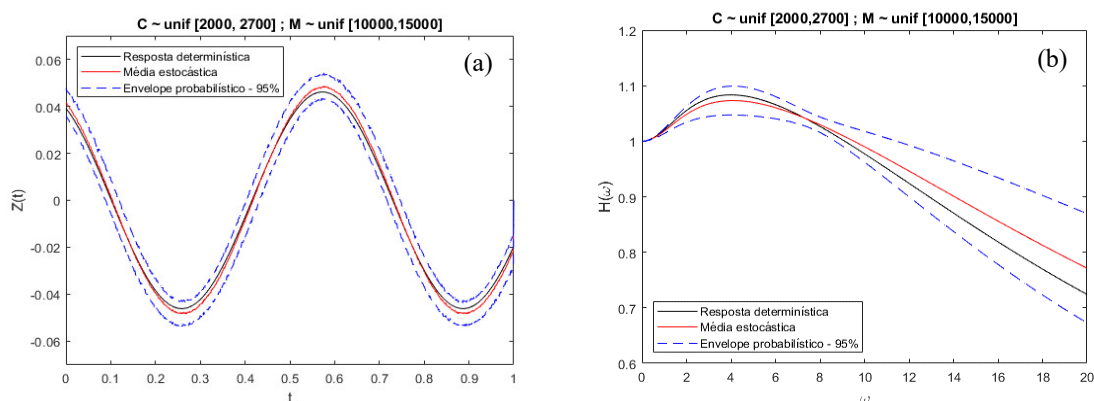 C ~ unif [2000, 2700] ; M ~ unif [10000,15000]
(a)
Resposta determinística
Média estocástica
Envelope probabilístico - 95%
0.06
0.04
0.02
0
-0.02
-0.04
-0.06
Z(t)
0 0.1 0.2 0.3 0.4 0.5 0.6 0.7 0.8 0.9 1
t
C ~ unif [2000,2700] ; M ~ unif [10000,15000]
(b)
1.2
1.1
1
0.9
0.8
0.7
0.6
H(ω)
Resposta determinística
Média estocástica
Envelope probabilístico - 95%
0 2 4 6 8 10 12 14 16 18 20
ω